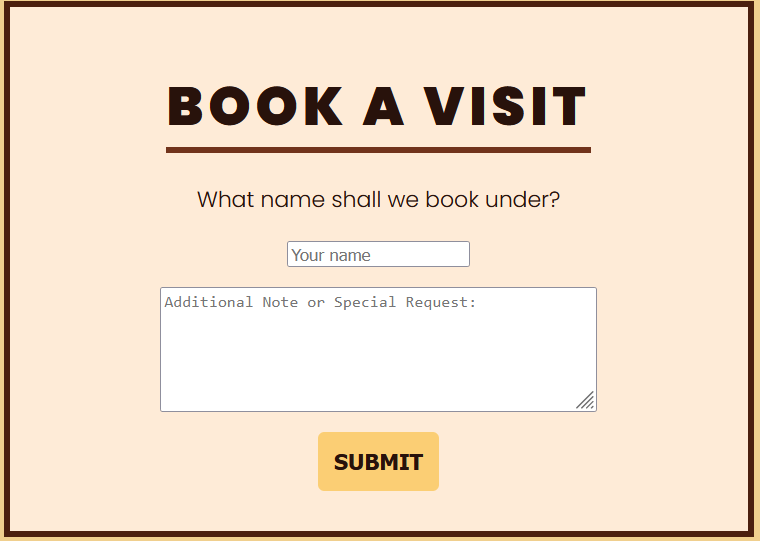 BOOK A VISIT
What name shall we book under?
Your name
Additional Note or Special Request:
SUBMIT